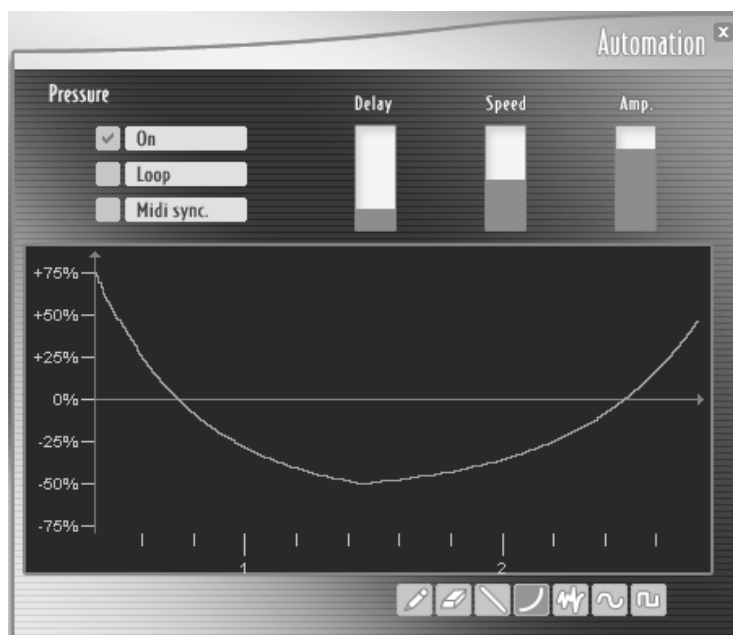 Automation x
Pressure
Delay Speed Amp.
On
Loop
Midi sync.
+75%
+50%
+25%
0%
-25%
-50%
-75%
1 2